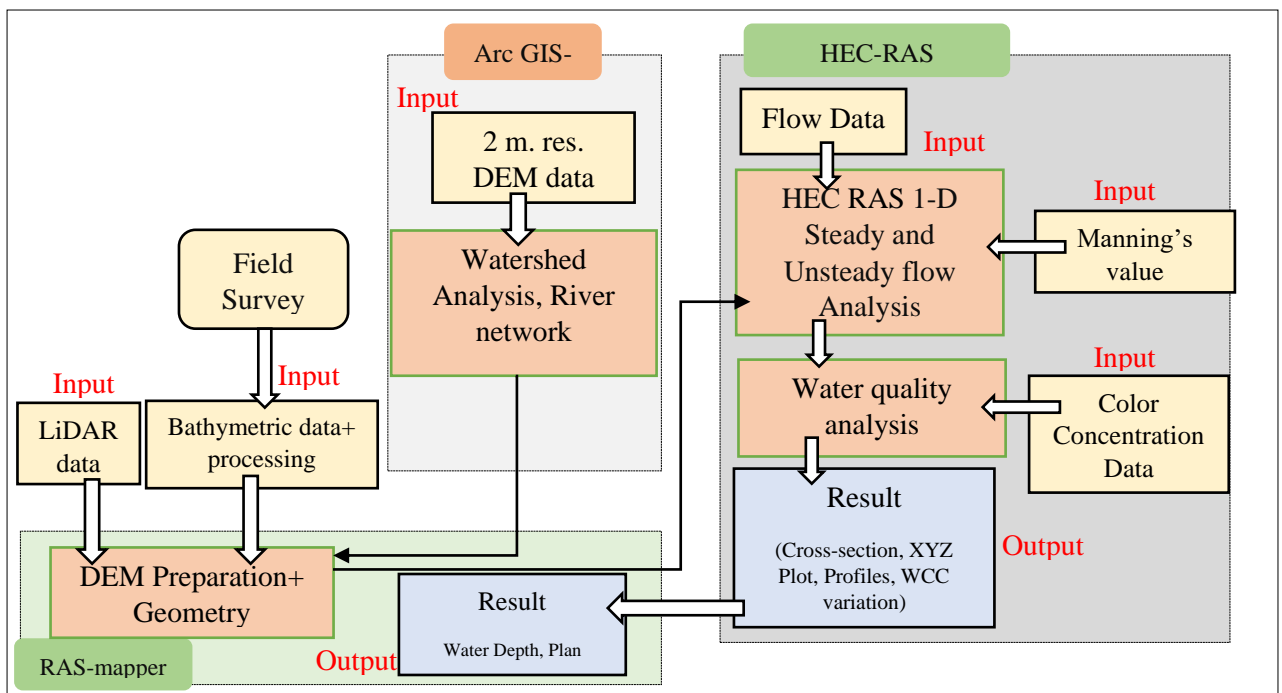 Arc GIS-
Input
2 m. res.
DEM data
Watershed
Analysis, River
network
Field
Survey
Input
Input
LiDAR
data
Bathymetric data+
processing
DEM Preparation+
Geometry
RAS-mapper
Result
Water Depth, Plan
Output
HEC-RAS
Flow Data
Input
HEC RAS 1-D
Steady and
Unsteady flow
Analysis
Input
Manning’s
value
Water quality
analysis
Input
Color
Concentration
Data
Result
(Cross-section, XYZ
Plot, Profiles, WCC
variation)
Output